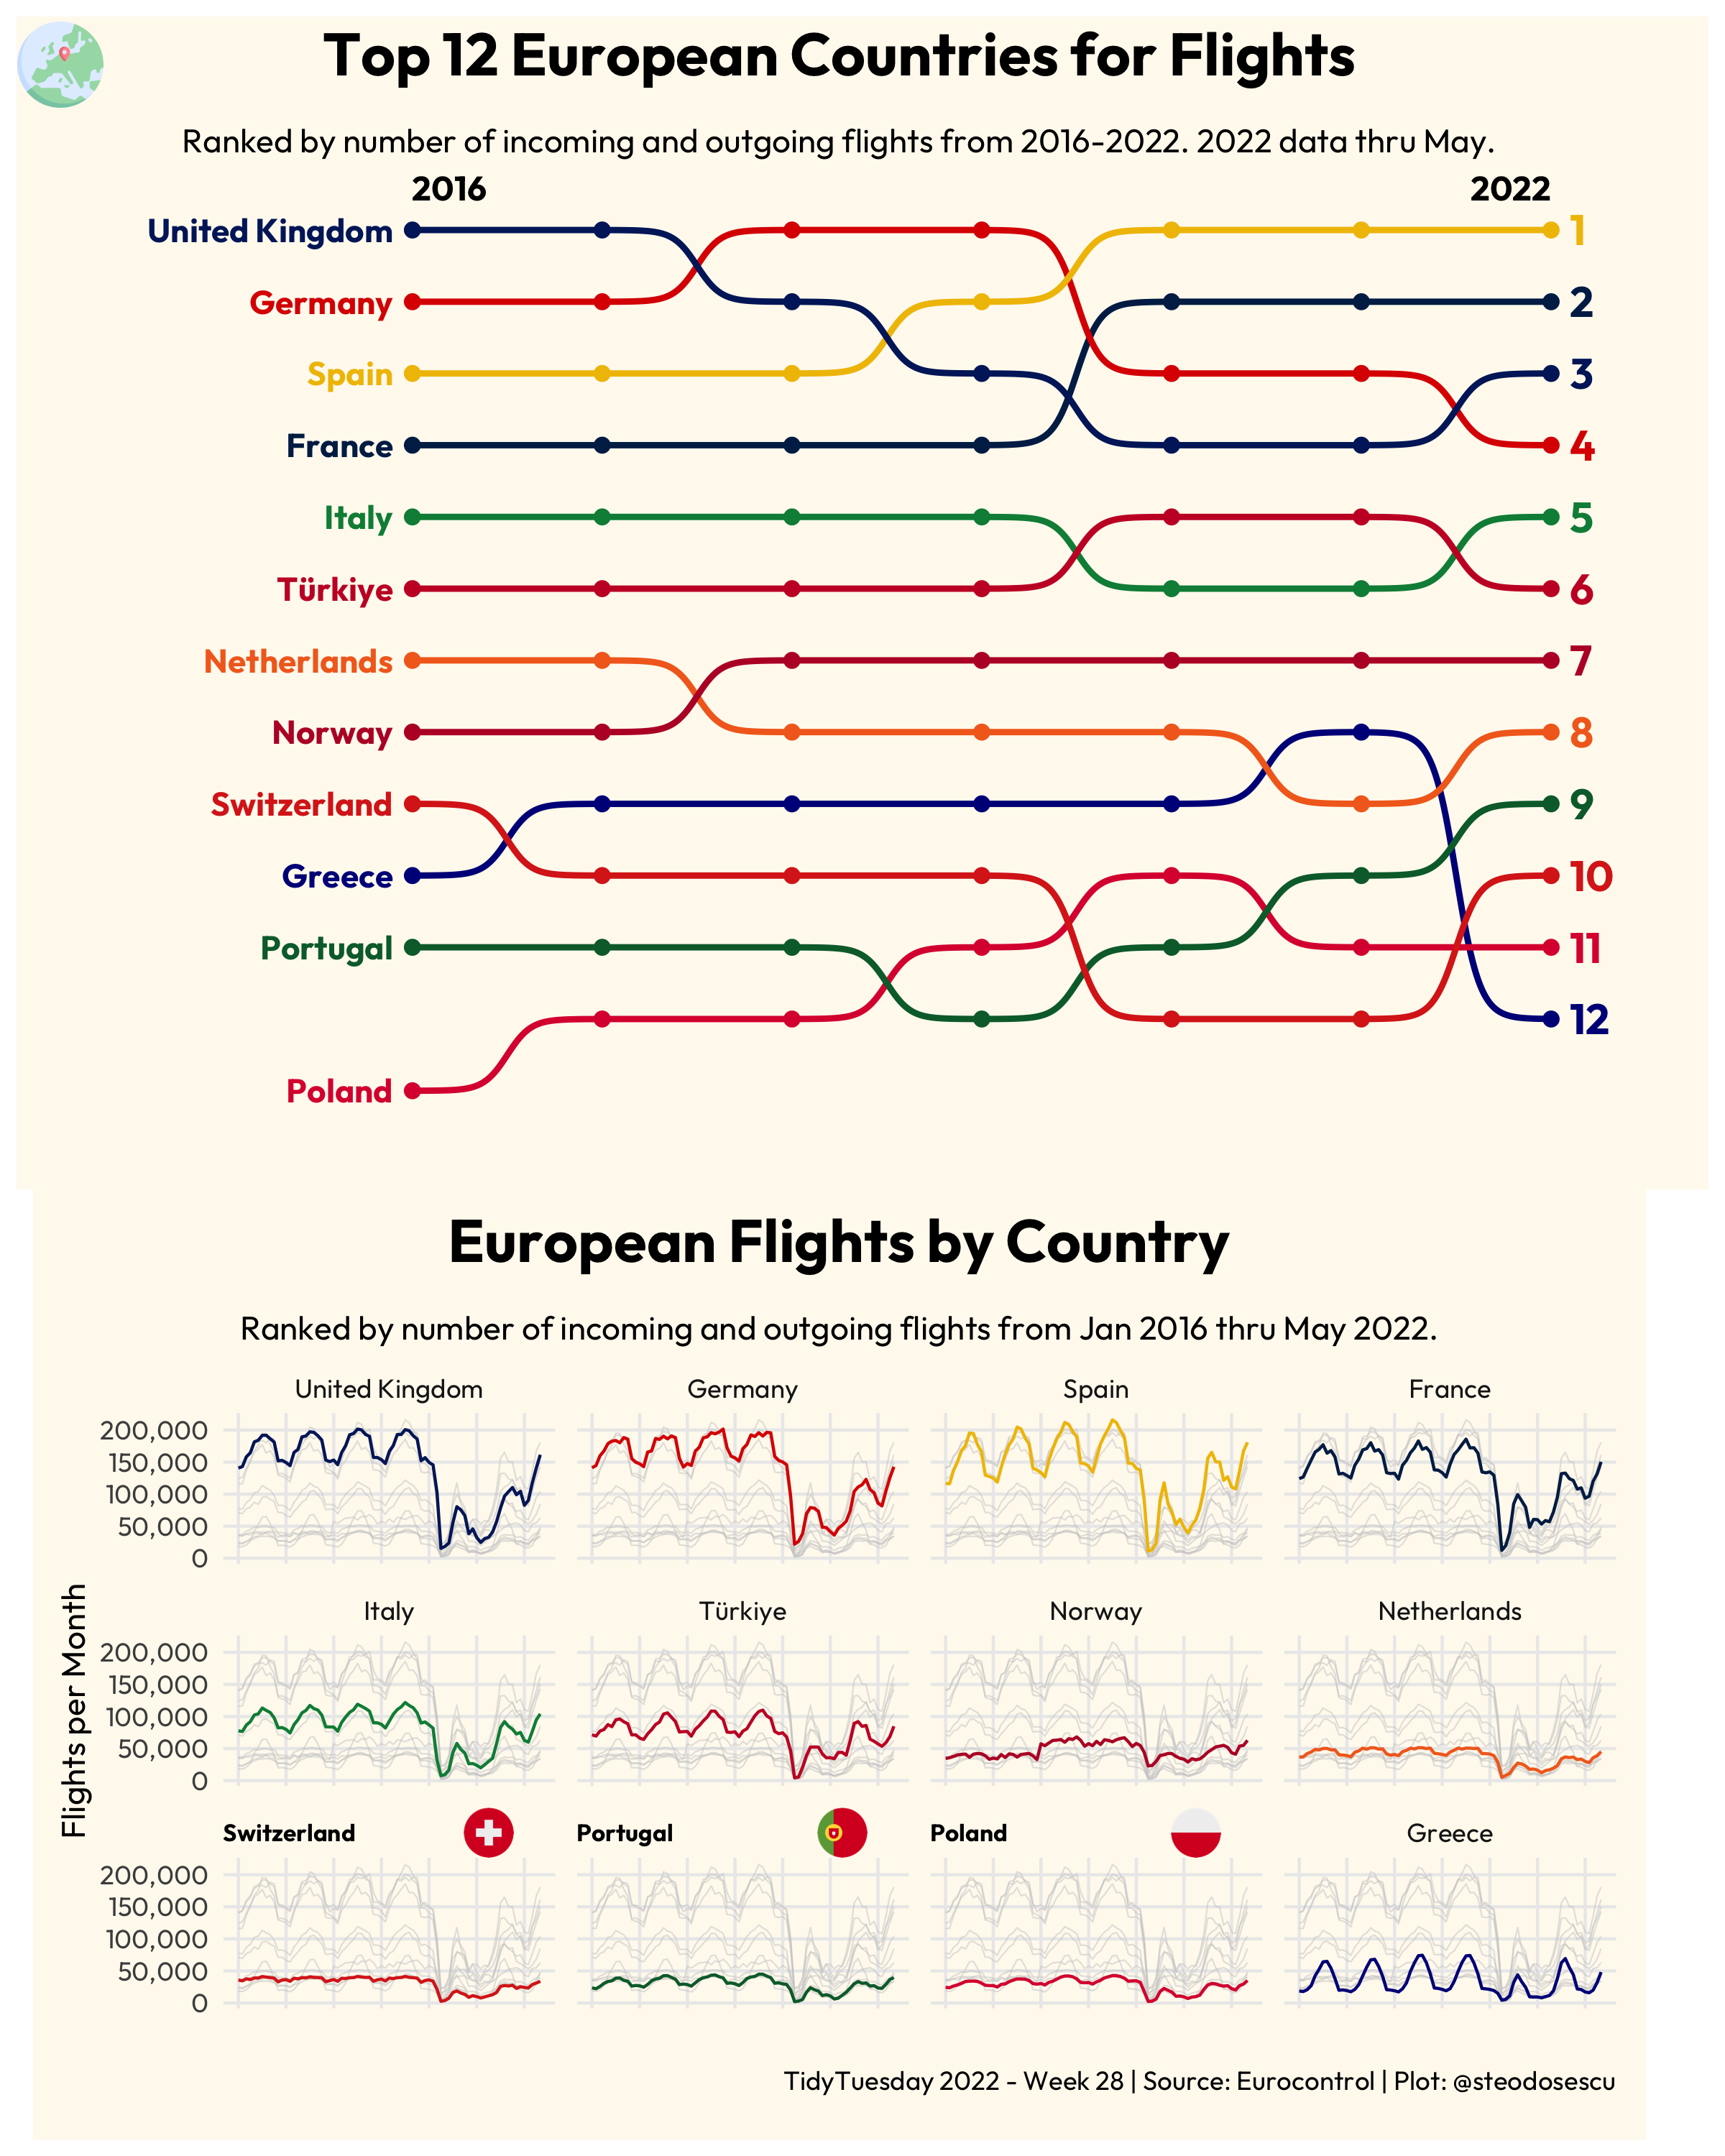 Top 12 European Countries for Flights
Ranked by number of incoming and outgoing flights from 2016-2022. 2022 data thru May.
2016 2022
United Kingdom 1
Germany 2
Spain 3
France 4
Italy 5
Türkiye 6
Netherlands 7
Norway 8
Switzerland 9
Greece 10
Portugal 11
12
Poland
European Flights by Country
Ranked by number of incoming and outgoing flights from Jan 2016 thru May 2022.
Flights per Month
United Kingdom Germany Spain France
200,000
150,000
100,000
50,000
0
Italy Türkiye Norway Netherlands
200,000
150,000
100,000
50,000
0
Switzerland Portugal Poland Greece
200,000
150,000
100,000
50,000
0
TidyTuesday 2022 - Week 28 | Source: Eurocontrol | Plot: @steodosescu